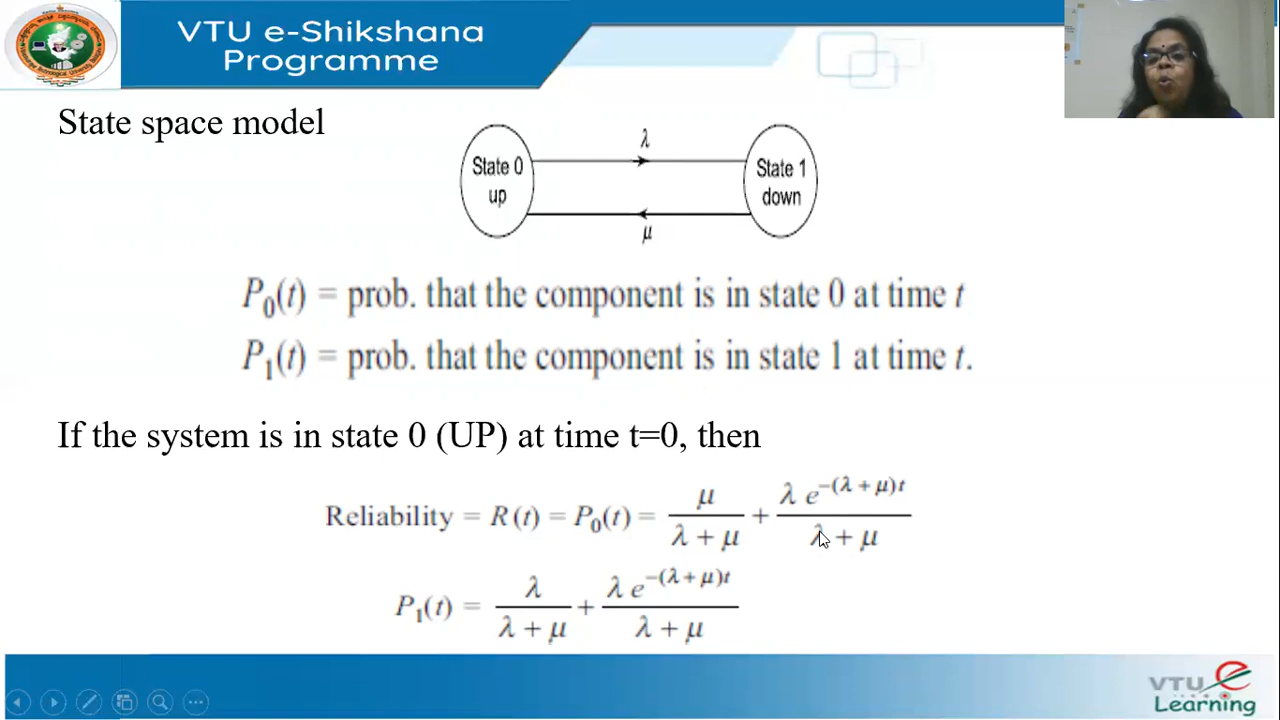 VTU e-Shikshana
Programme
State space model
λ
State 0
up
State 1
down
μ
P₀(t) = prob. that the component is in state 0 at time t
P₁(t) = prob. that the component is in state 1 at time t.
If the system is in state 0 (UP) at time t=0, then
Reliability = R(t) = P₀(t) = μ/(λ + μ) + λ e^−(λ + μ)t/(λ + μ)
P₁(t) = λ/(λ + μ) + λ e^−(λ + μ)t/(λ + μ)
VTU e
Learning